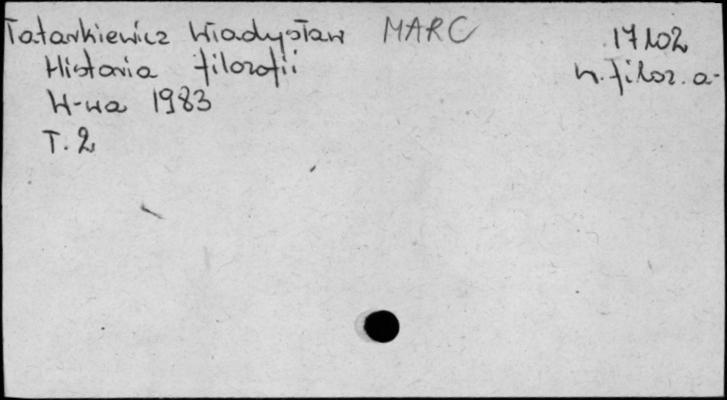 Tatarkiewicz Władysław MARC 17102
Historia filozofii n. filoz. a-
W-wa 1983
T. 2